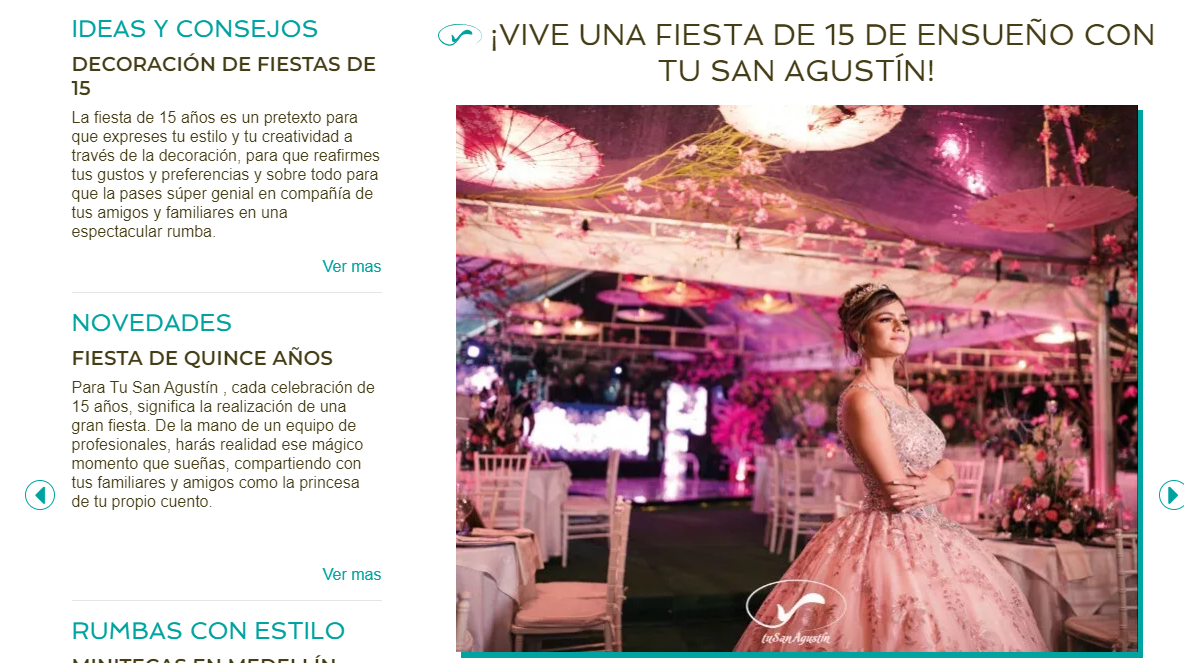 IDEAS Y CONSEJOS
DECORACIÓN DE FIESTAS DE
15
La fiesta de 15 años es un pretexto para
que expreses tu estilo y tu creatividad a
través de la decoración, para que reafirmes
tus gustos y preferencias y sobre todo para
que la pases súper genial en compañía de
tus amigos y familiares en una
espectacular rumba.
Ver mas
NOVEDADES
FIESTA DE QUINCE AÑOS
Para Tu San Agustín , cada celebración de
15 años, significa la realización de una
gran fiesta. De la mano de un equipo de
profesionales, harás realidad ese mágico
momento que sueñas, compartiendo con
tus familiares y amigos como la princesa
de tu propio cuento.
Ver mas
RUMBAS CON ESTILO
MINITECAS EN MEDELLÍN
¡VIVE UNA FIESTA DE 15 DE ENSUEÑO CON
TU SAN AGUSTÍN!
tuSanAgustín